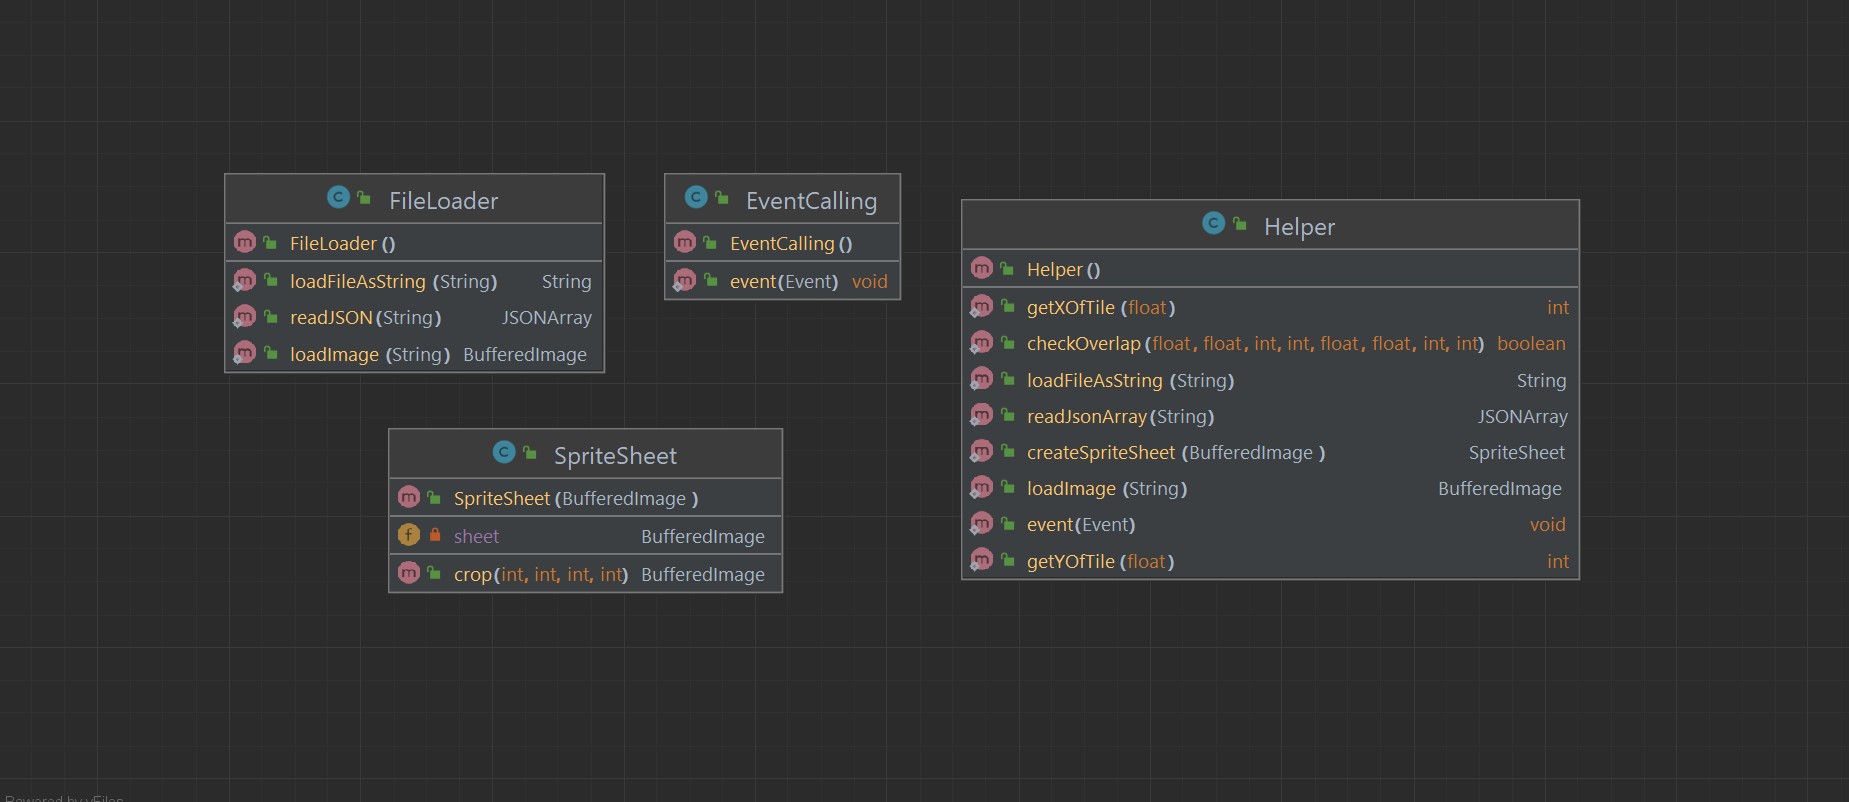 FileLoader
FileLoader()
loadFileAsString (String) String
readJSON(String) JSONArray
loadImage (String) BufferedImage
EventCalling
EventCalling()
event(Event) void
Helper
Helper()
getXOfTile (float) int
checkOverlap(float, float, int, int, float, float, int, int) boolean
loadFileAsString (String) String
readJsonArray(String) JSONArray
createSpriteSheet (BufferedImage ) SpriteSheet
loadImage (String) BufferedImage
event(Event) void
getYOfTile (float) int
SpriteSheet
SpriteSheet(BufferedImage )
sheet BufferedImage
crop(int, int, int, int) BufferedImage
Powered by yFiles